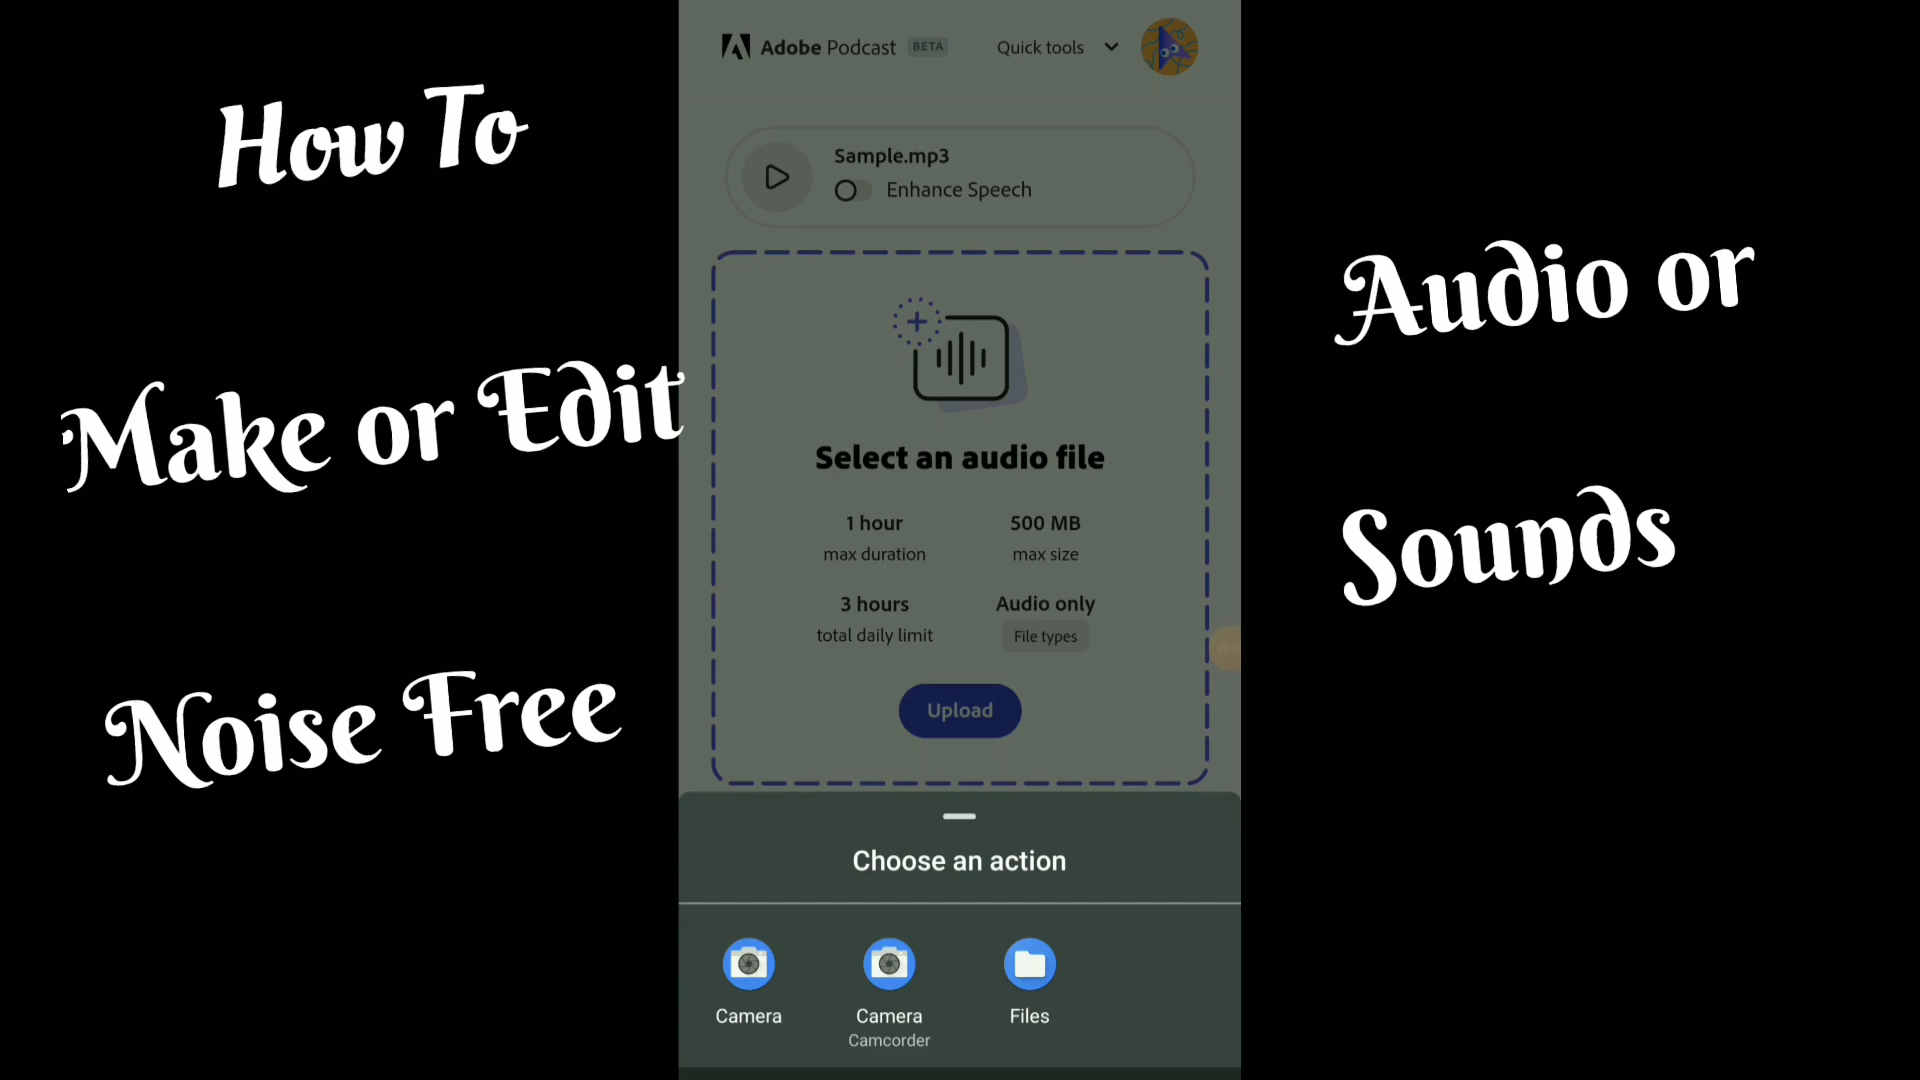 How To
Make or Edit
Noise Free
Adobe Podcast BETA
Quick tools
Sample.mp3
Enhance Speech
Select an audio file
1 hour
max duration
500 MB
max size
3 hours
total daily limit
Audio only
File types
Upload
Choose an action
Camera
Camera
Camcorder
Files
Audio or
Sounds